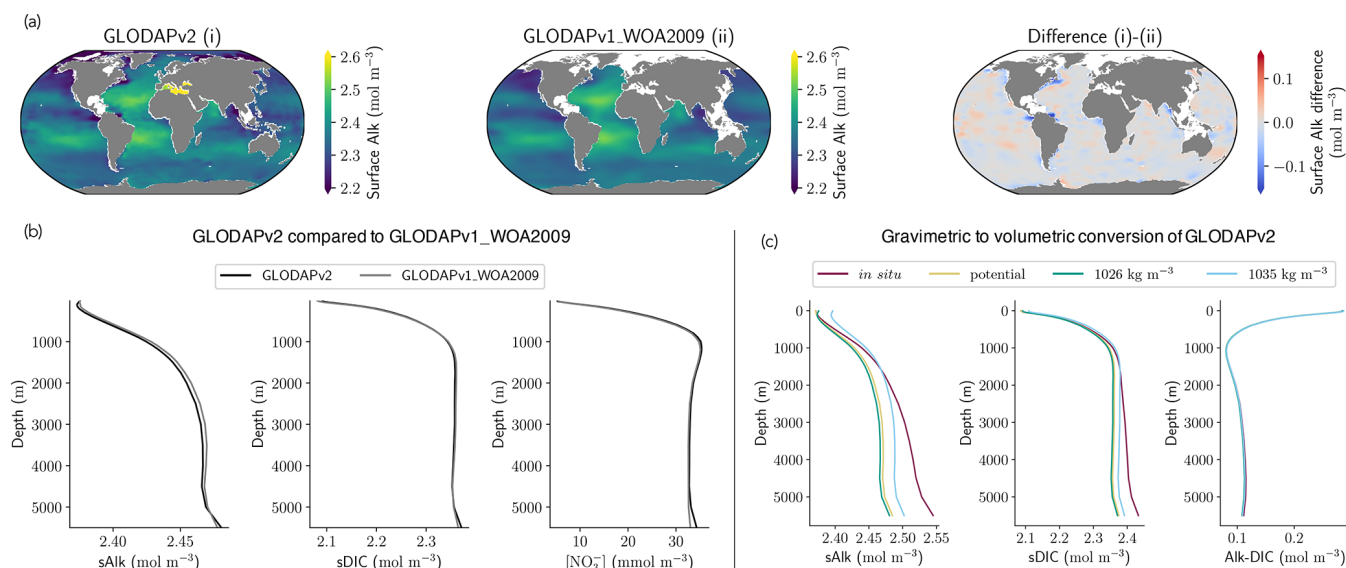 (a)
GLODAPv2 (i)
2.6
2.5
2.4
2.3
2.2
Surface Alk (mol m⁻³)
GLODAPv1_WOA2009 (ii)
2.6
2.5
2.4
2.3
2.2
Surface Alk (mol m⁻³)
Difference (i)-(ii)
0.1
0.0
−0.1
Surface Alk difference
(mol m⁻³)
(b)
GLODAPv2 compared to GLODAPv1_WOA2009
GLODAPv2
GLODAPv1_WOA2009
1000
2000
3000
4000
5000
Depth (m)
2.40
2.45
sAlk (mol m⁻³)
1000
2000
3000
4000
5000
Depth (m)
2.1
2.2
2.3
sDIC (mol m⁻³)
1000
2000
3000
4000
5000
Depth (m)
10
20
30
[NO₃⁻] (mmol m⁻³)
(c)
Gravimetric to volumetric conversion of GLODAPv2
in situ
potential
1026 kg m⁻³
1035 kg m⁻³
0
1000
2000
3000
4000
5000
Depth (m)
2.40
2.45
2.50
2.55
sAlk (mol m⁻³)
0
1000
2000
3000
4000
5000
Depth (m)
2.1
2.2
2.3
2.4
sDIC (mol m⁻³)
0
1000
2000
3000
4000
5000
Depth (m)
0.1
0.2
Alk-DIC (mol m⁻³)